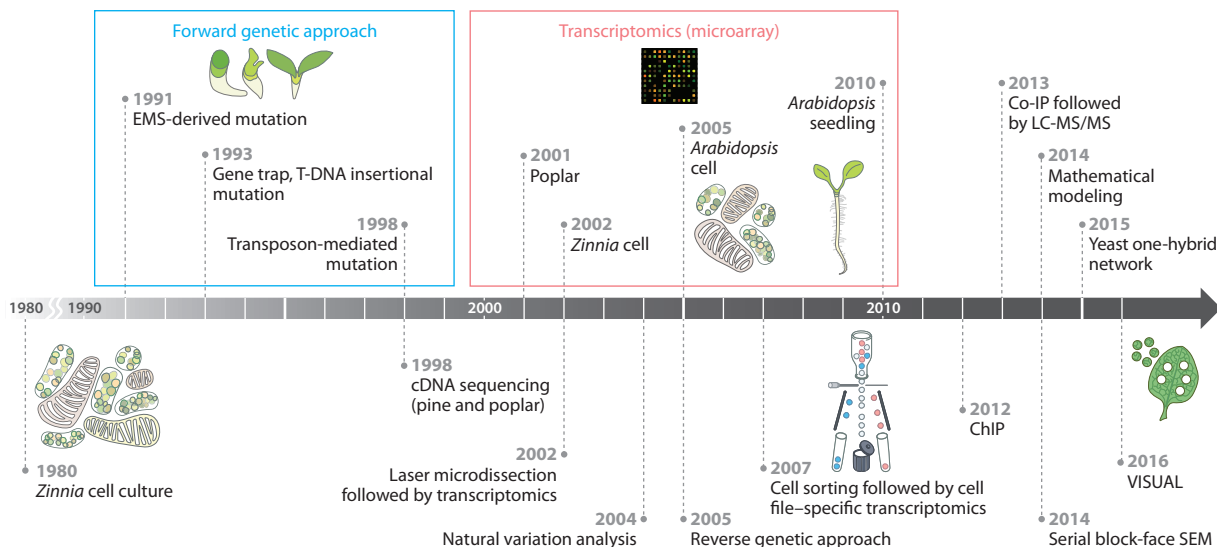 Forward genetic approach
1991
EMS-derived mutation
1993
Gene trap, T-DNA insertional
mutation
1998
Transposon-mediated
mutation
Transcriptomics (microarray)
2001
Poplar
2002
Zinnia cell
2005
Arabidopsis
cell
2010
Arabidopsis
seedling
2013
Co-IP followed
by LC-MS/MS
2014
Mathematical
modeling
2015
Yeast one-hybrid
network
1980 1990 2000 2010
1980
Zinnia cell culture
1998
cDNA sequencing
(pine and poplar)
2002
Laser microdissection
followed by transcriptomics
2004
Natural variation analysis
2005
Reverse genetic approach
2007
Cell sorting followed by cell
file–specific transcriptomics
2012
ChIP
2014
Serial block-face SEM
2016
VISUAL